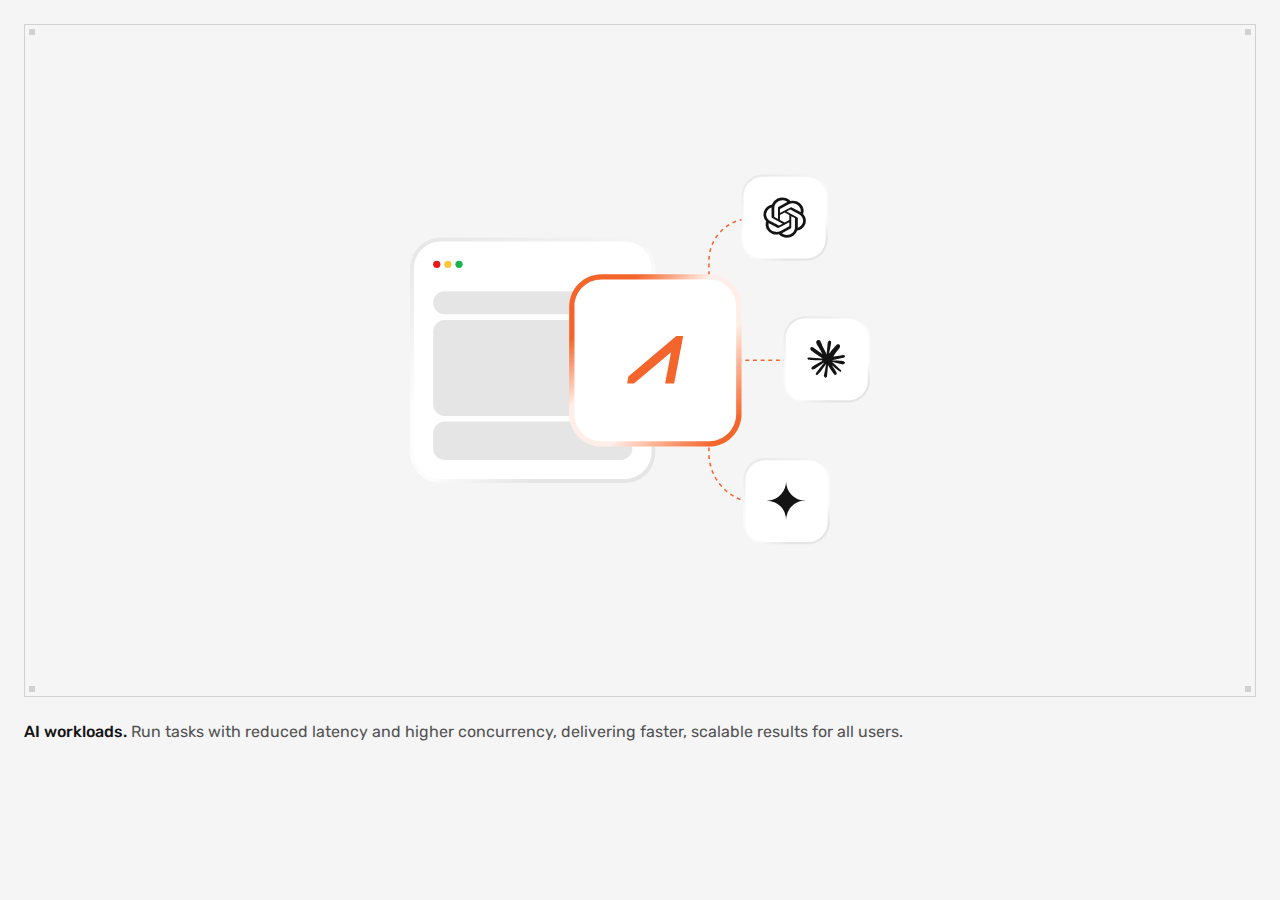 AI workloads. Run tasks with reduced latency and higher concurrency, delivering faster, scalable results for all users.